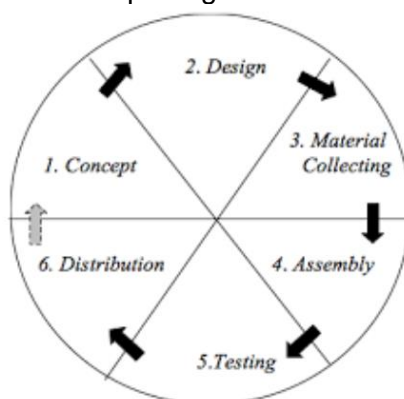 2. Design
3. Material
Collecting
1. Concept
6. Distribution
4. Assembly
5.Testing